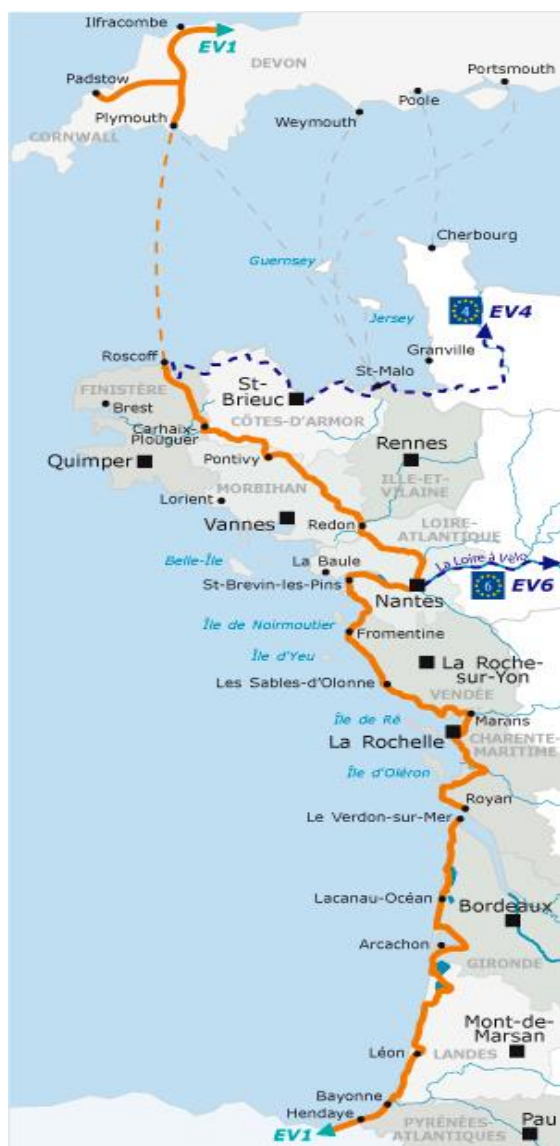 Ilfracombe
EV1
DEVON
Padstow
Portsmouth
Poole
Plymouth
Weymouth
CORNWALL
Cherbourg
Guernsey
Jersey
4
EV4
Granville
Roscoff
St-Malo
St-
Brieuc
FINISTÈRE
Brest
CÔTES-D'ARMOR
Carhaix-
Plouguer
Rennes
Quimper
Pontivy
ILLE-ET-
VILAINE
MORBIHAN
Lorient
Vannes
Redon
LOIRE-
ATLANTIQUE
Belle-Île
La Baule
La Loire à Vélo
St-Brevin-les-Pins
6
EV6
Nantes
Île de Noirmoutier
Fromentine
Île d'Yeu
La Roche-
sur-Yon
Les Sables-d'Olonne
VENDÉE
Île de Ré
Marans
La Rochelle
CHARENTE-
MARITIME
Île d'Oléron
Royan
Le Verdon-sur-Mer
Lacanau-Océan
Bordeaux
Arcachon
GIRONDE
Mont-de-
Marsan
Léon
LANDES
Bayonne
Hendaye
EV1
PYRÉNÉES-
ATLANTIQUES
Pau